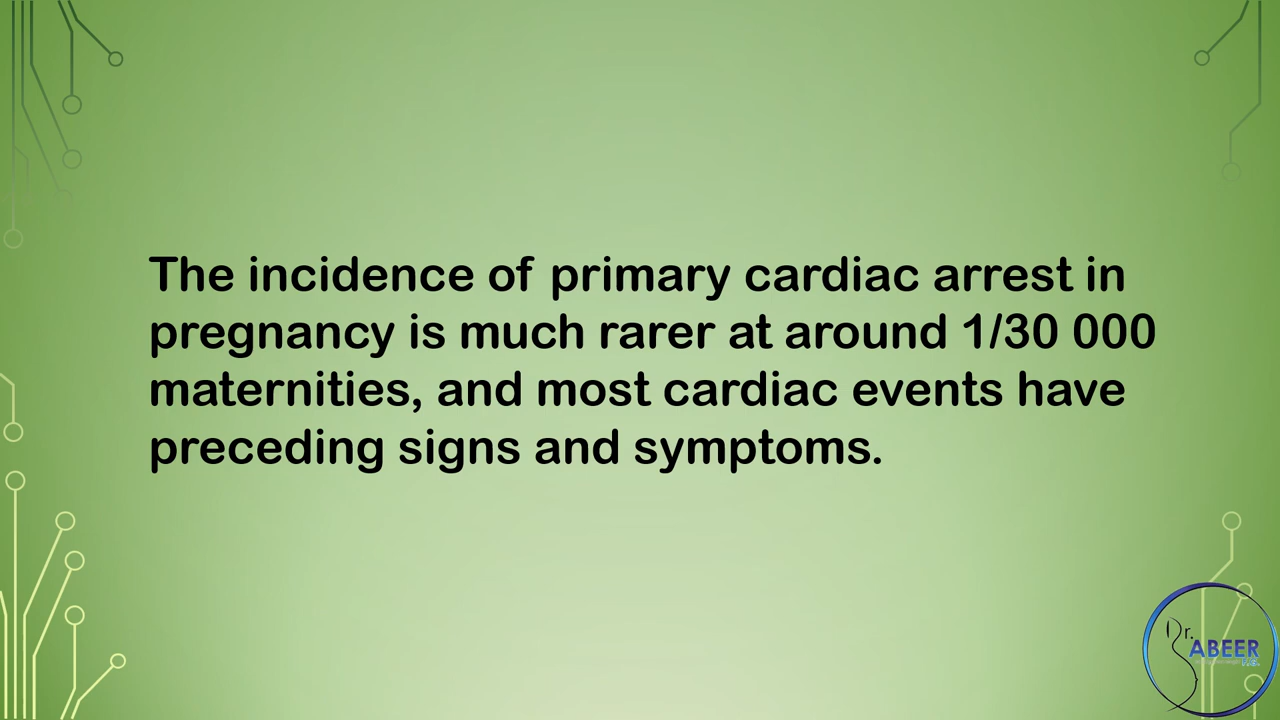 The incidence of primary cardiac arrest in
pregnancy is much rarer at around 1/30 000
maternities, and most cardiac events have
preceding signs and symptoms.
Dr.
ABEER